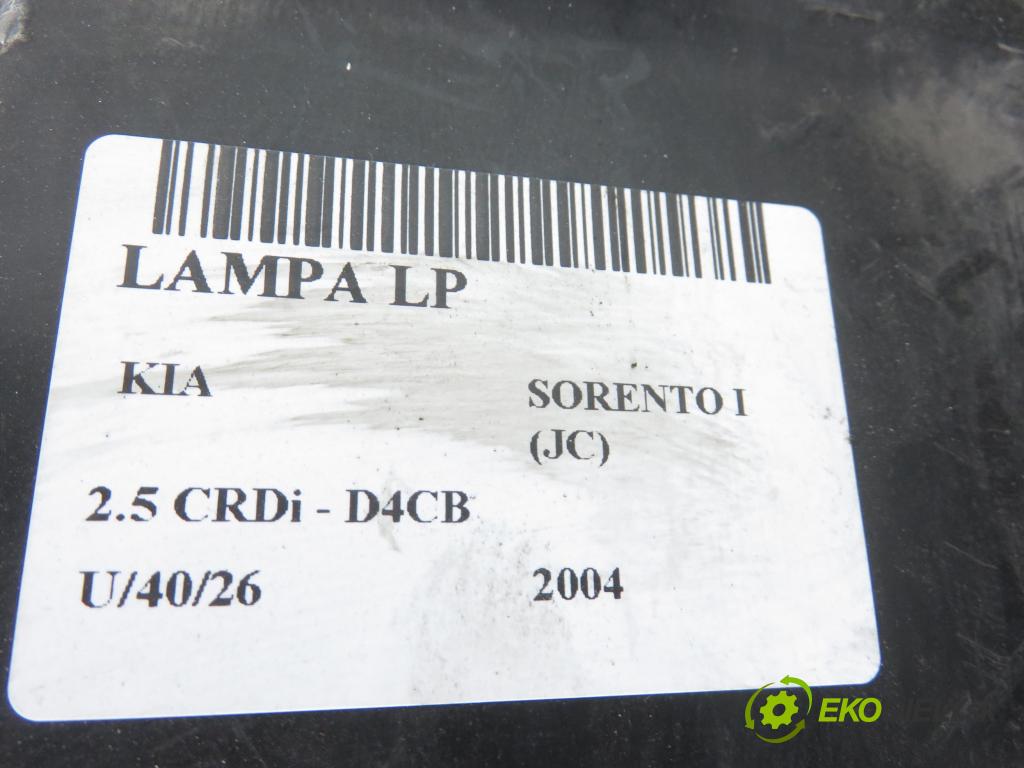 LAMPA LP
KIA
SORENTO I
(JC)
2.5 CRDi - D4CB
U/40/26
2004
EKO